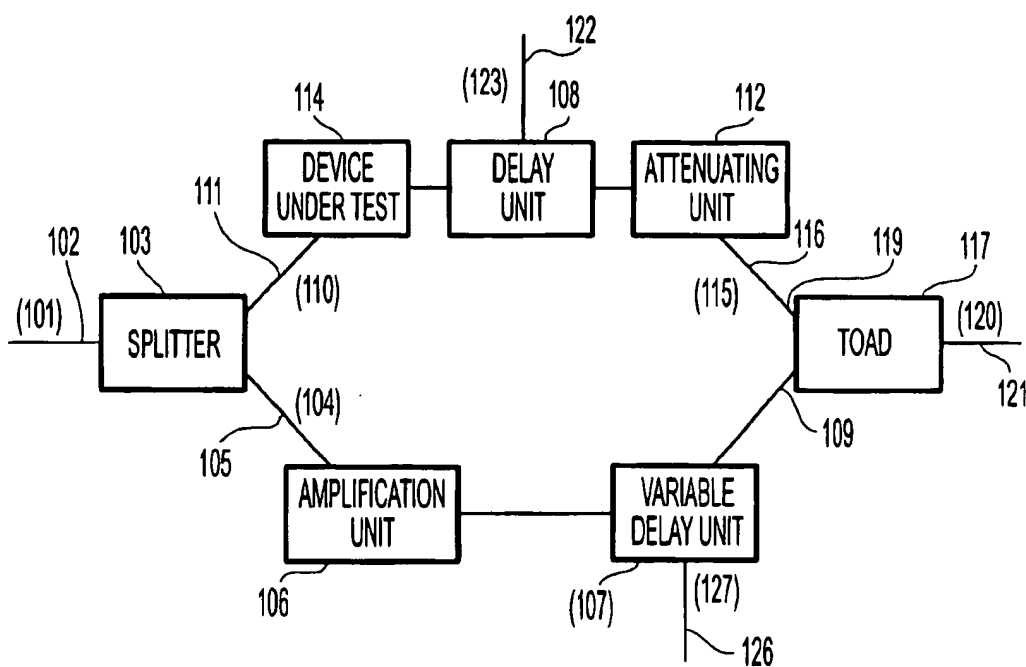 122
(123)
108
114
112
DEVICE
UNDER TEST
DELAY
UNIT
ATTENUATING
UNIT
111
116
119
117
102
103
(110)
(115)
(101)
(120)
SPLITTER
TOAD
(104)
121
105
109
AMPLIFICATION
UNIT
VARIABLE
DELAY UNIT
106
(107)
(127)
126